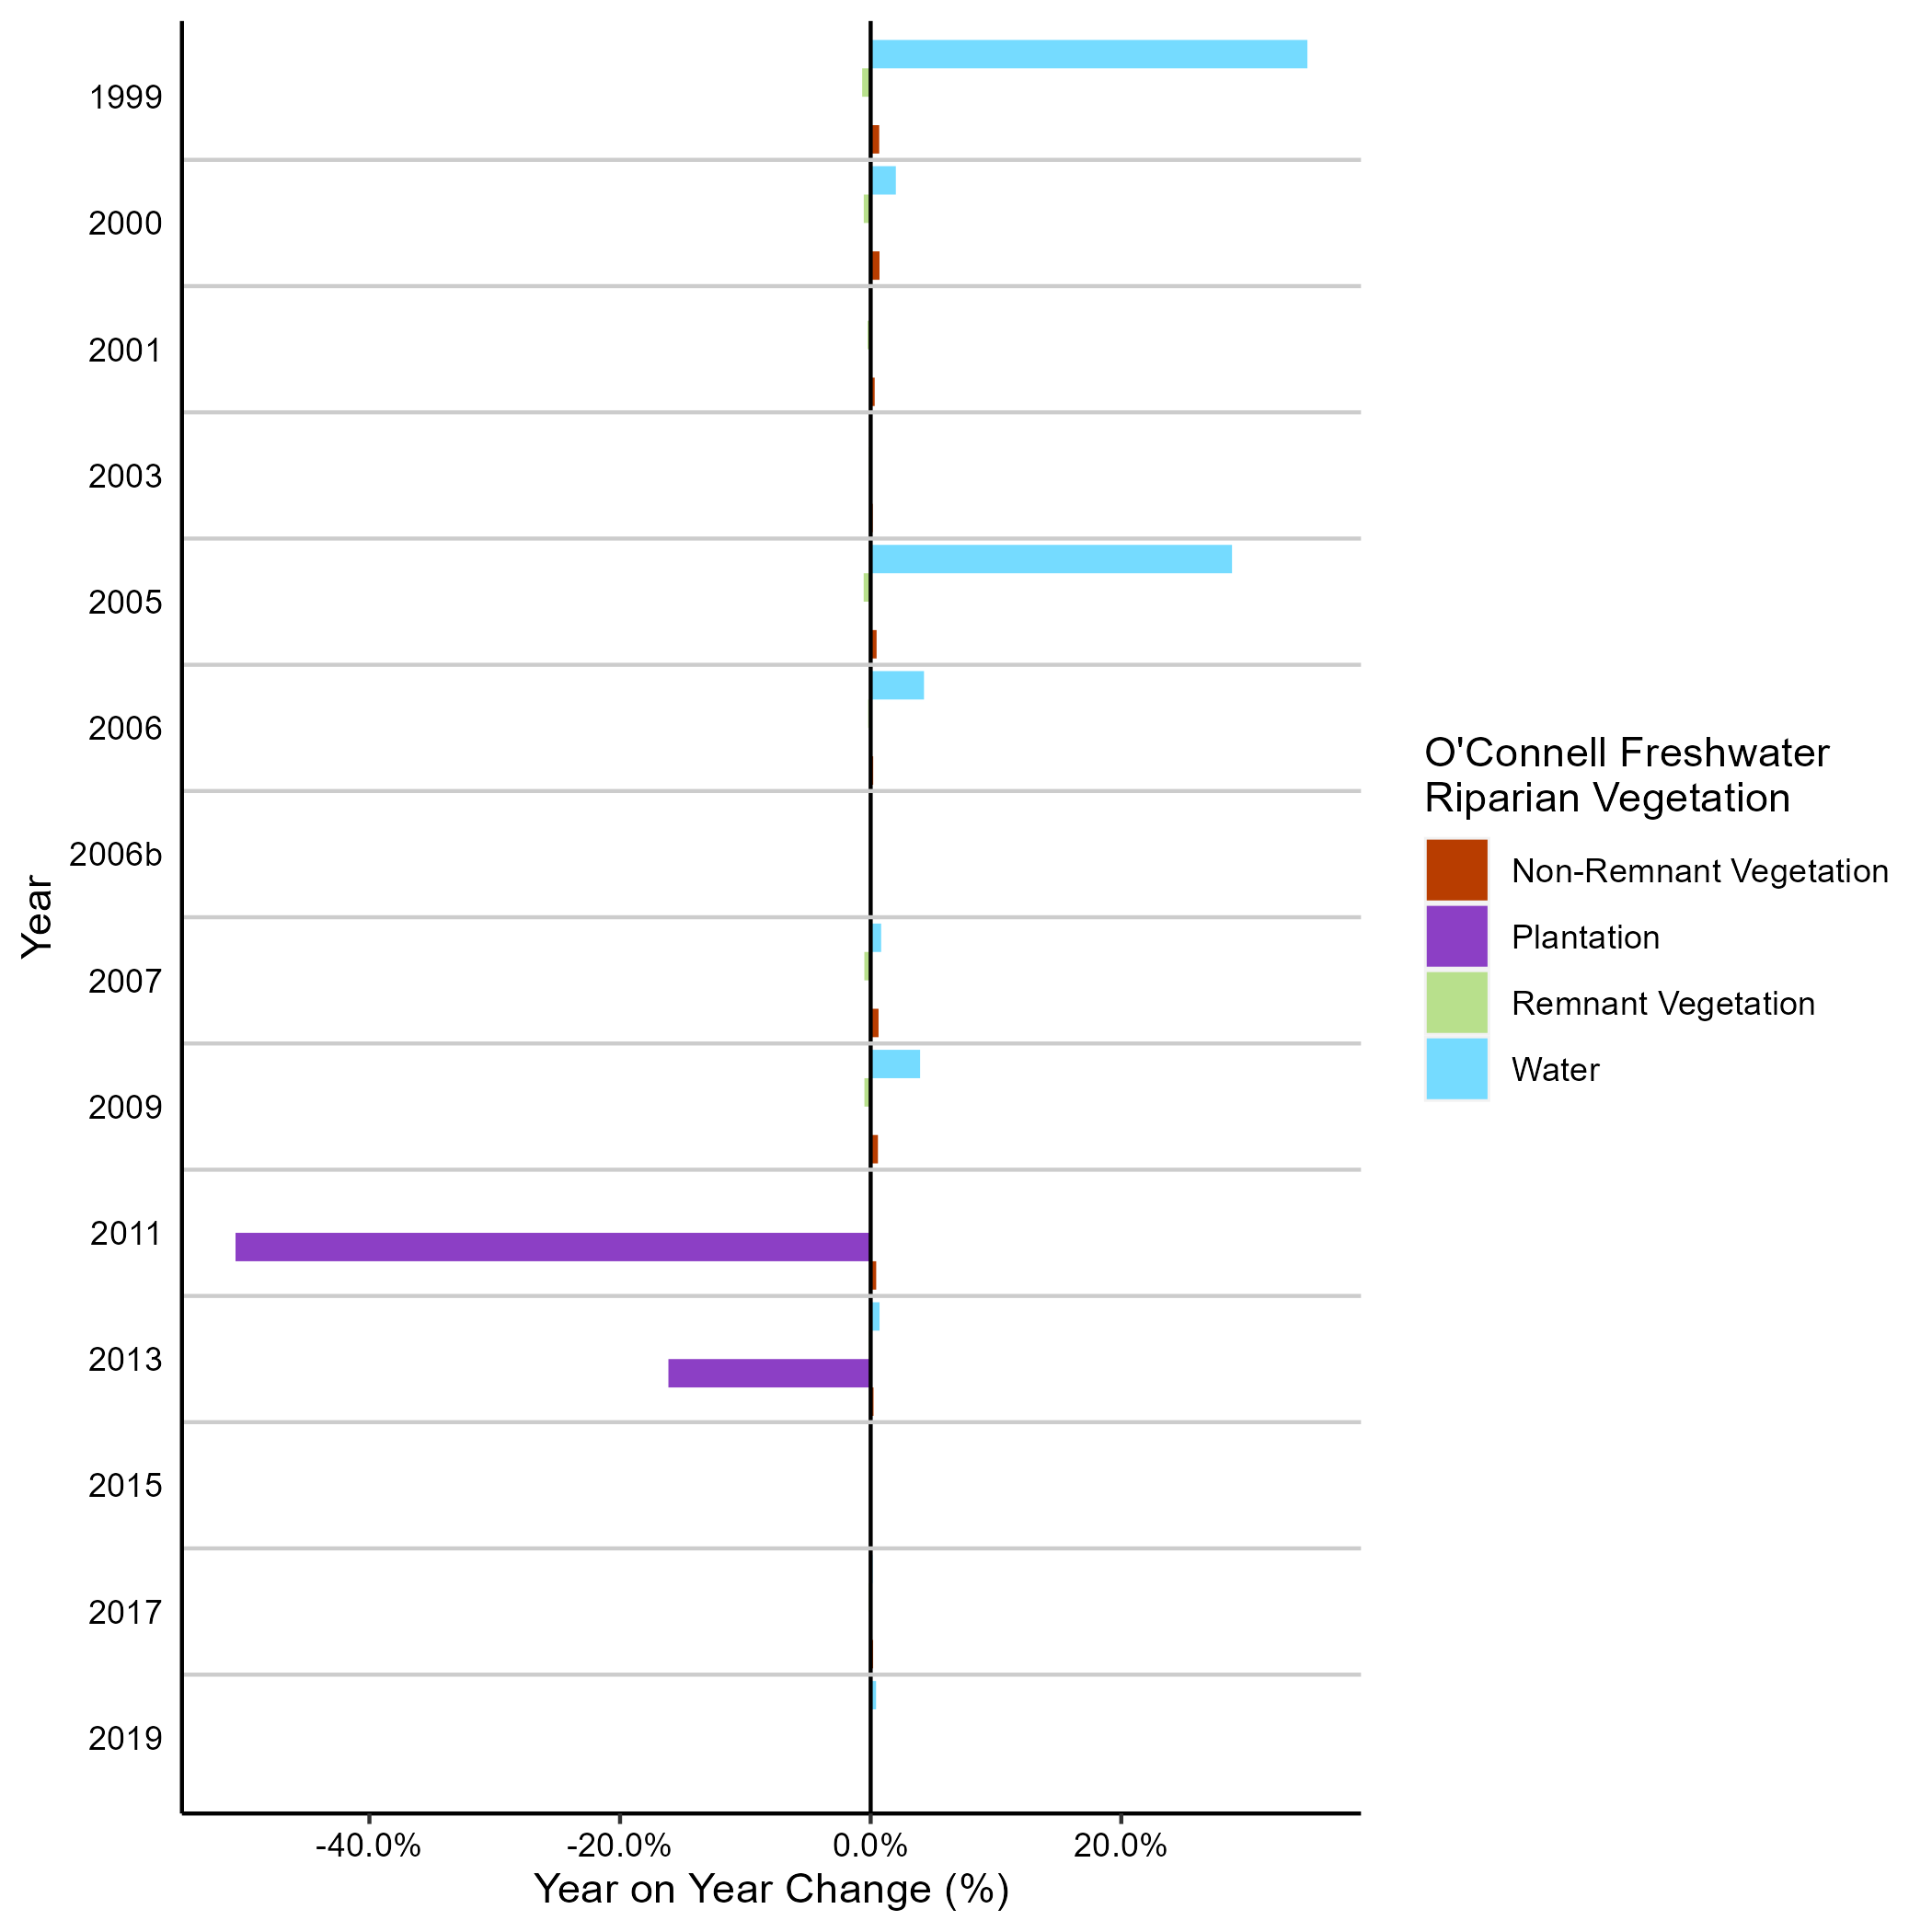 1999
2000
2001
2003
2005
2006
2006b
2007
2009
2011
2013
2015
2017
2019
Year
-40.0%
-20.0%
0.0%
20.0%
Year on Year Change (%)
O'Connell Freshwater
Riparian Vegetation
Non-Remnant Vegetation
Plantation
Remnant Vegetation
Water